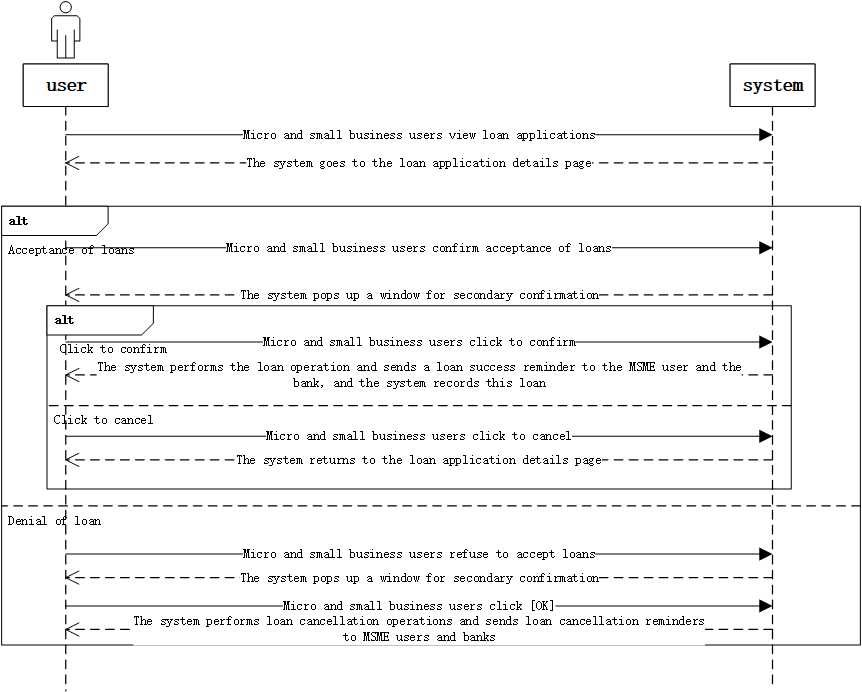 user
system
Micro and small business users view loan applications
The system goes to the loan application details page
alt
Acceptance of loans
Micro and small business users confirm acceptance of loans
The system pops up a window for secondary confirmation
alt
Micro and small business users click to confirm
Click to confirm
The system performs the loan operation and sends a loan success reminder to the MSME user and the
bank, and the system records this loan
Click to cancel
Micro and small business users click to cancel
The system returns to the loan application details page
Denial of loan
Micro and small business users refuse to accept loans
The system pops up a window for secondary confirmation
Micro and small business users click [OK]
The system performs loan cancellation operations and sends loan cancellation reminders
to MSME users and banks